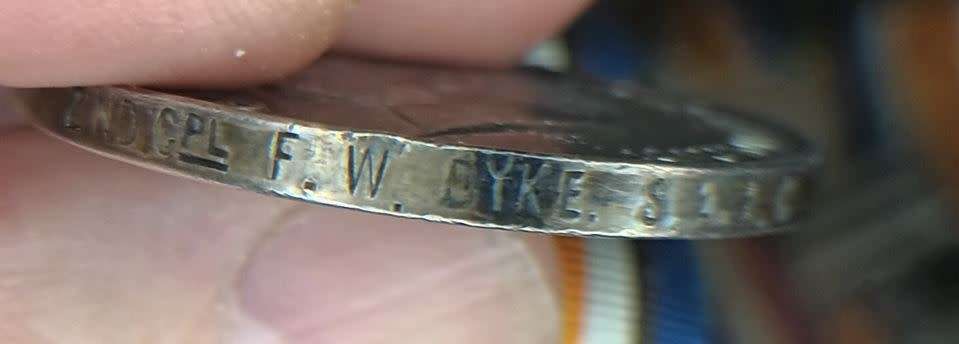 2ND CPL F. W. DYKE. S.A.